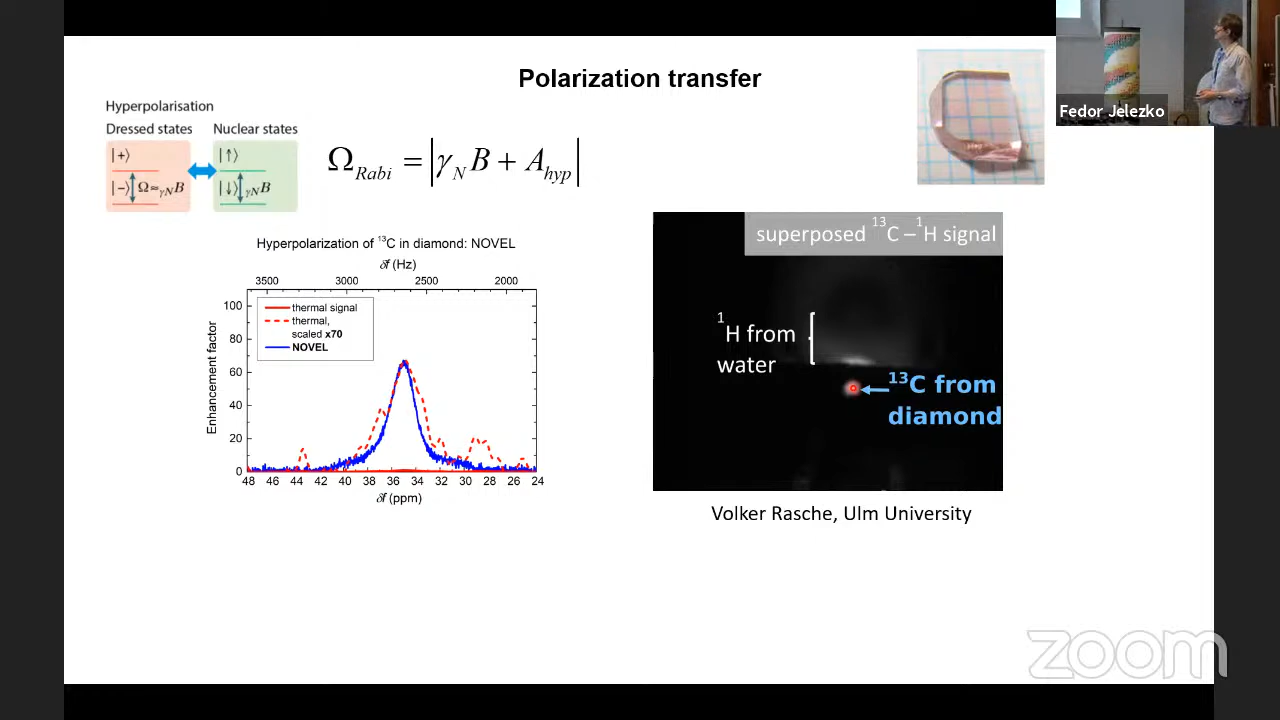 Polarization transfer
Fedor Jelezko
Hyperpolarisation
Dressed states
Nuclear states
|+⟩
|−⟩ Ω≈γNB
|↑⟩
|↓⟩ γNB
Ω_Rabi = |γ_N B + A_hyp|
Hyperpolarization of ¹³C in diamond: NOVEL
δf (Hz)
3500 3000 2500 2000
Enhancement factor
100
80
60
40
20
0
thermal signal
thermal,
scaled x70
NOVEL
48 46 44 42 40 38 36 34 32 30 28 26 24
δf (ppm)
superposed ¹³C –¹H signal
¹H from
water
¹³C from
diamond
Volker Rasche, Ulm University
zoom